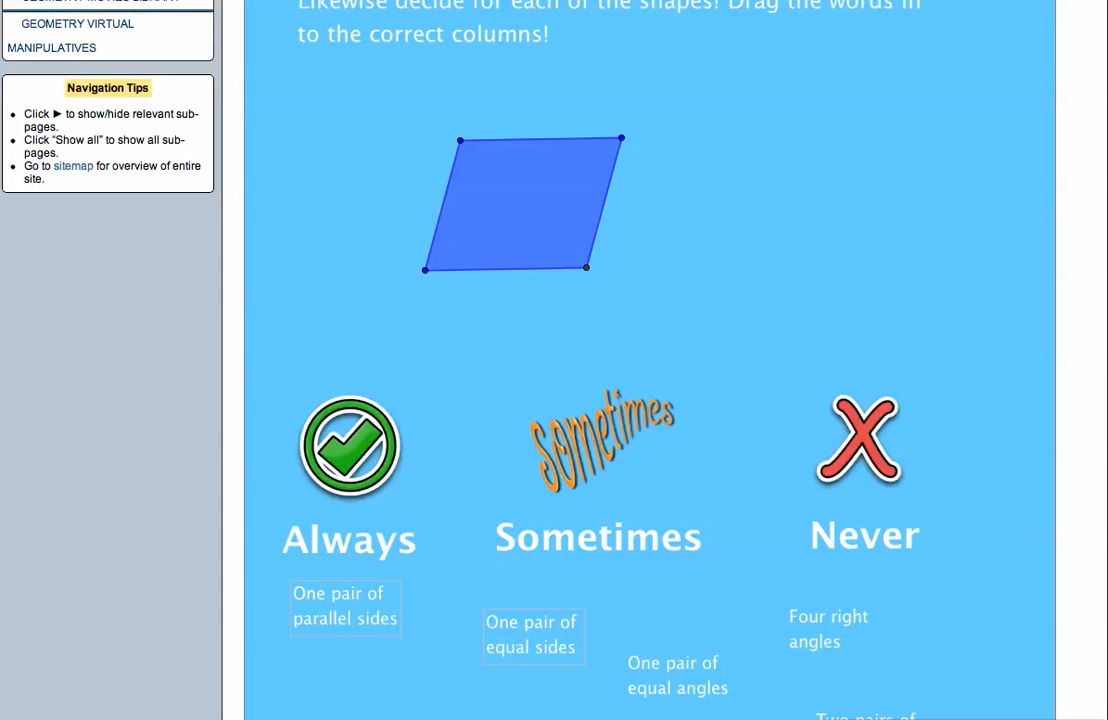 GEOMETRY VIRTUAL
MANIPULATIVES
Navigation Tips
Click ► to show/hide relevant sub-
pages.
Click "Show all" to show all sub-
pages.
Go to sitemap for overview of entire
site.
Likewise decide for each of the shapes! Drag the words in
to the correct columns!
sometimes
Always
Sometimes
Never
One pair of
parallel sides
One pair of
equal sides
One pair of
equal angles
Four right
angles
Two pairs of